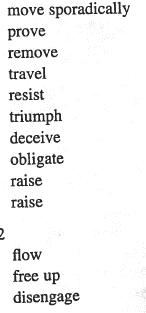 move sporadically
prove
remove
travel
resist
triumph
deceive
obligate
raise
raise
2
flow
free up
disengage